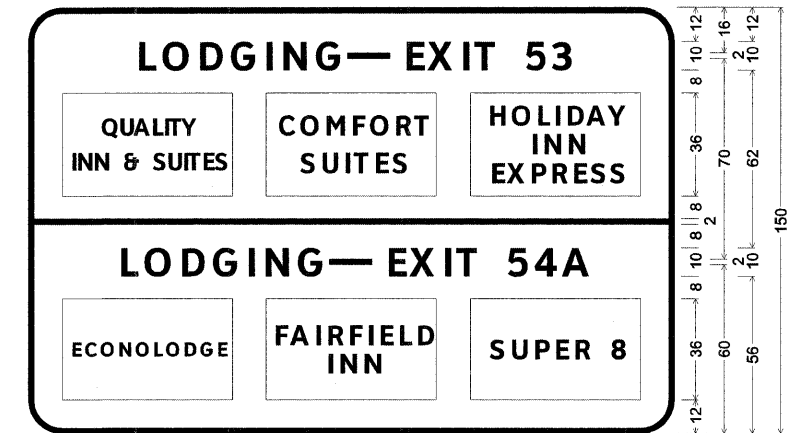 LODGING — EXIT 53
QUALITY
INN & SUITES
COMFORT
SUITES
HOLIDAY
INN
EXPRESS
LODGING — EXIT 54A
ECONOLODGE
FAIRFIELD
INN
SUPER 8
12
10
8
36
8
2
8
10
8
36
12
16
2
70
2
60
12
10
62
10
56
150